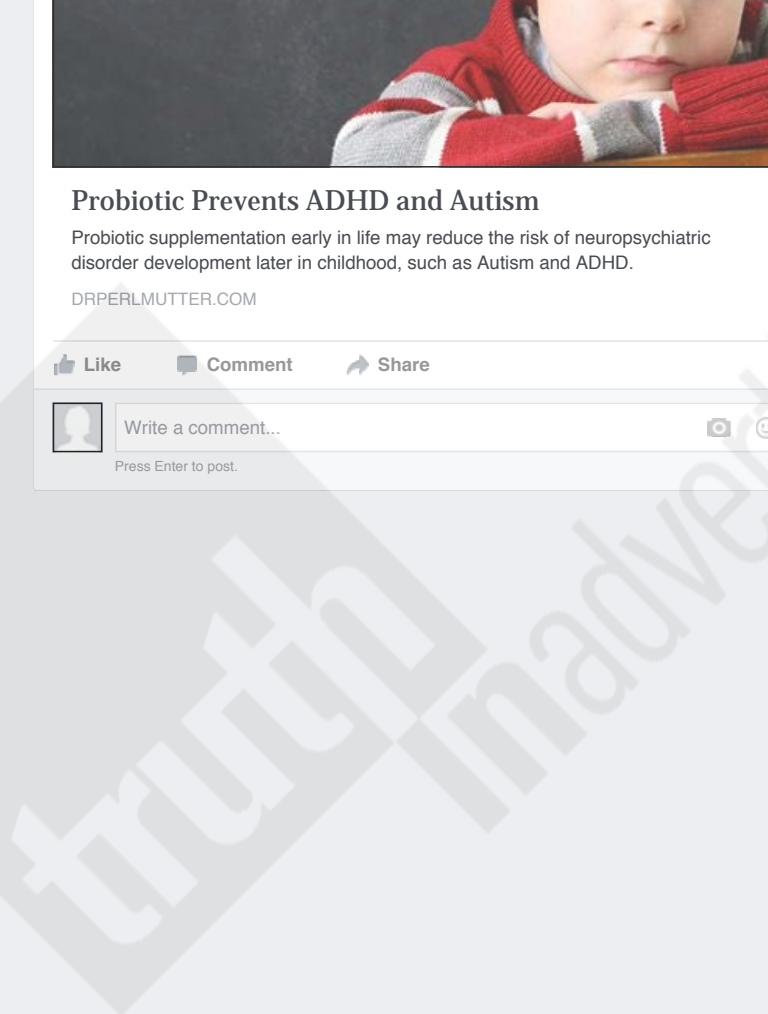 Probiotic Prevents ADHD and Autism
Probiotic supplementation early in life may reduce the risk of neuropsychiatric
disorder development later in childhood, such as Autism and ADHD.
DRPERLMUTTER.COM
Like Comment Share
Write a comment...
Press Enter to post.
truth
inadvert